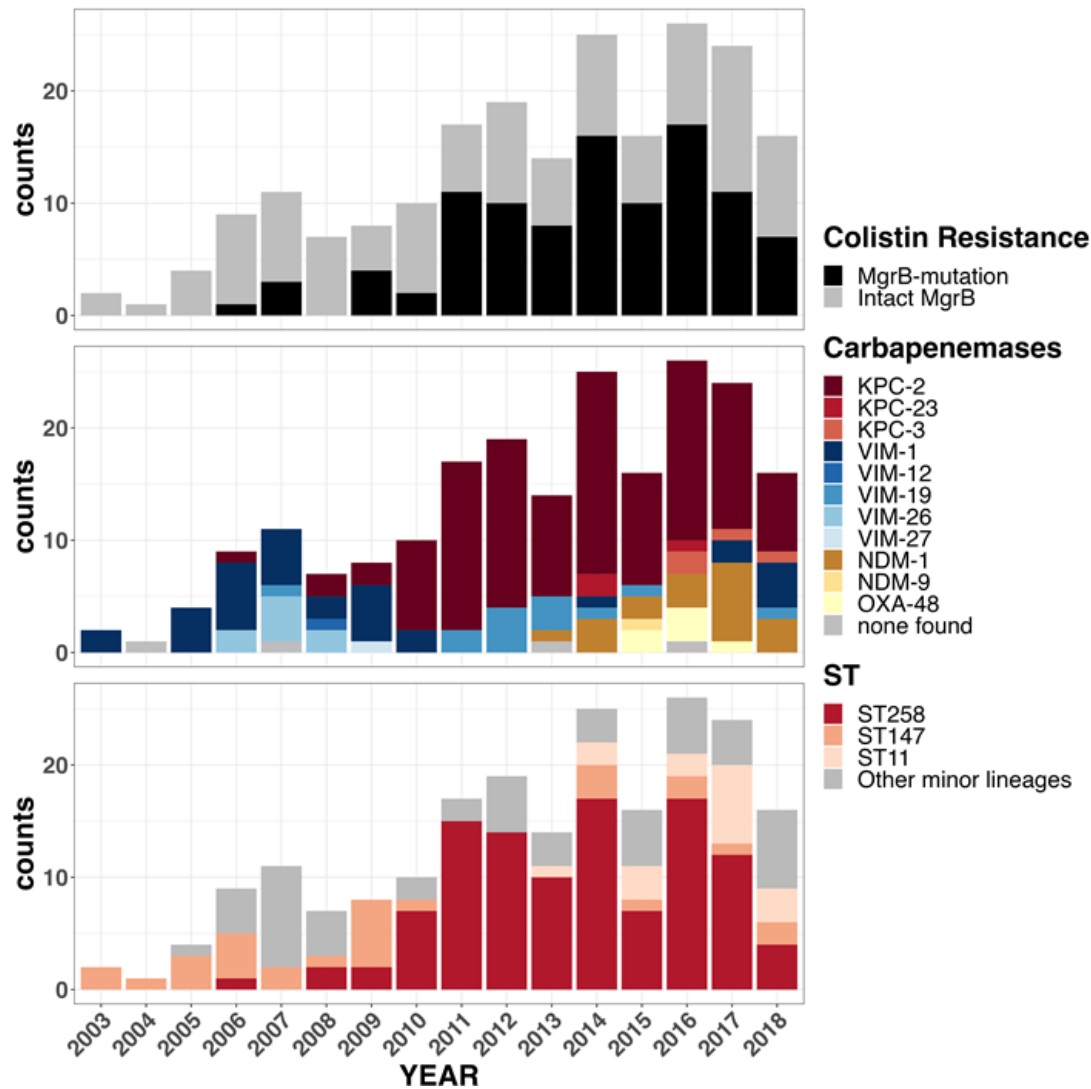 counts
20
10
0
Colistin Resistance
MgrB-mutation
Intact MgrB
counts
20
10
0
Carbapenemases
KPC-2
KPC-23
KPC-3
VIM-1
VIM-12
VIM-19
VIM-26
VIM-27
NDM-1
NDM-9
OXA-48
none found
counts
20
10
0
ST
ST258
ST147
ST11
Other minor lineages
2003 2004 2005 2006 2007 2008 2009 2010 2011 2012 2013 2014 2015 2016 2017 2018
YEAR